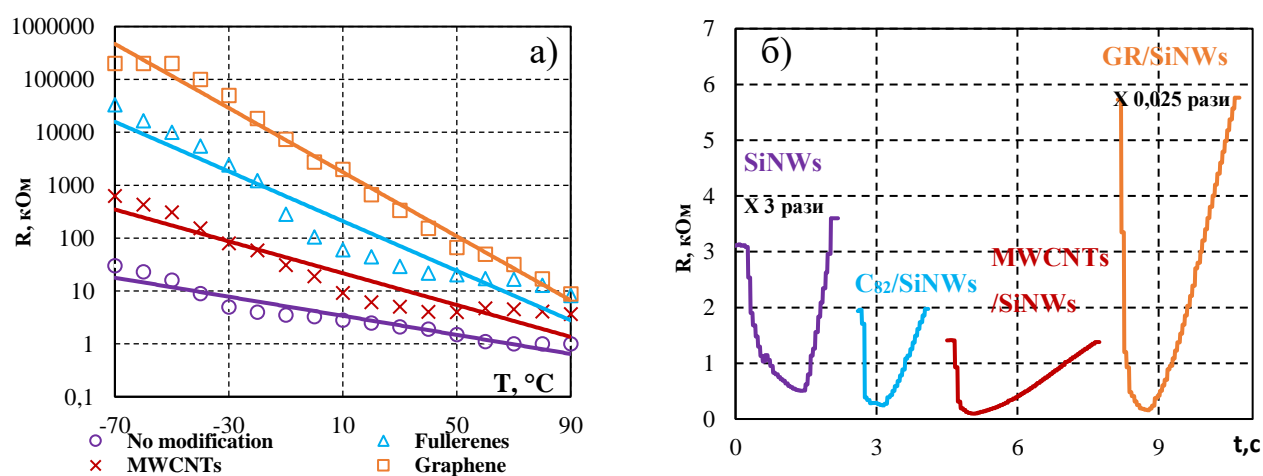 а)
R, кОм
1000000
100000
10000
1000
100
10
1
0,1
-70
-30
10
50
90
T, °C
No modification
Fullerenes
MWCNTs
Graphene
б)
R, кОм
7
6
5
4
3
2
1
0
0
3
6
9
t,c
SiNWs
X 3 рази
C₈₂/SiNWs
MWCNTs
/SiNWs
GR/SiNWs
X 0,025 рази